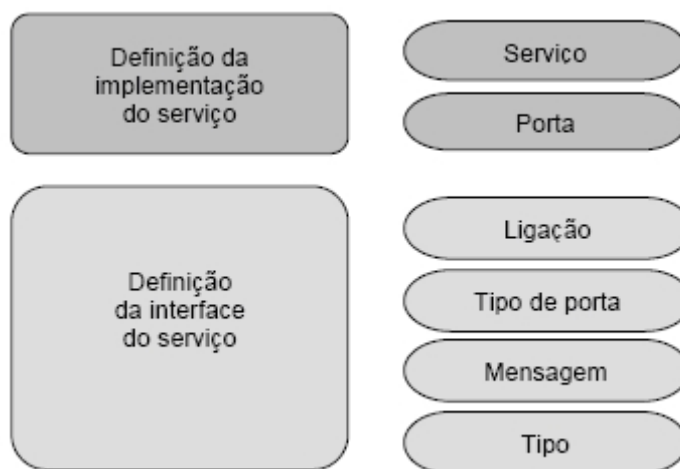 Definição da
implementação
do serviço
Serviço
Porta
Definição
da interface
do serviço
Ligação
Tipo de porta
Mensagem
Tipo